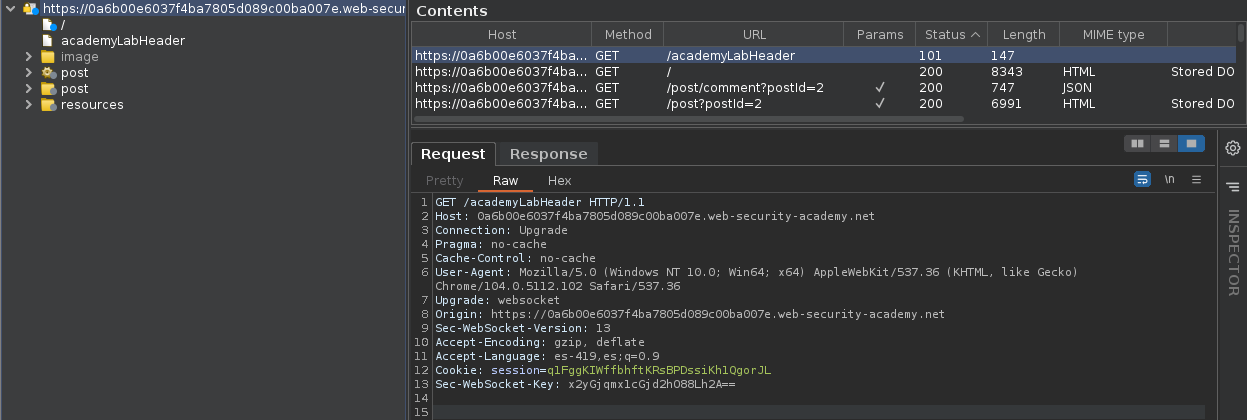 https://0a6b00e6037f4ba7805d089c00ba007e.web-secur
/
academyLabHeader
image
post
post
resources
Contents
Host Method URL Params Status Length MIME type
https://0a6b00e6037f4ba... GET /academyLabHeader 101 147
https://0a6b00e6037f4ba... GET / 200 8343 HTML Stored DO
https://0a6b00e6037f4ba... GET /post/comment?postId=2 ✓ 200 747 JSON
https://0a6b00e6037f4ba... GET /post?postId=2 ✓ 200 6991 HTML Stored DO
Request Response
Pretty Raw Hex \n
1 GET /academyLabHeader HTTP/1.1
2 Host: 0a6b00e6037f4ba7805d089c00ba007e.web-security-academy.net
3 Connection: Upgrade
4 Pragma: no-cache
5 Cache-Control: no-cache
6 User-Agent: Mozilla/5.0 (Windows NT 10.0; Win64; x64) AppleWebKit/537.36 (KHTML, like Gecko)
Chrome/104.0.5112.102 Safari/537.36
7 Upgrade: websocket
8 Origin: https://0a6b00e6037f4ba7805d089c00ba007e.web-security-academy.net
9 Sec-WebSocket-Version: 13
10 Accept-Encoding: gzip, deflate
11 Accept-Language: es-419,es;q=0.9
12 Cookie: session=q1FggKIWffbhftKRsBPDssiKh1QgorJL
13 Sec-WebSocket-Key: x2yGjqmx1cGjd2hO88Lh2A==
14
15
INSPECTOR